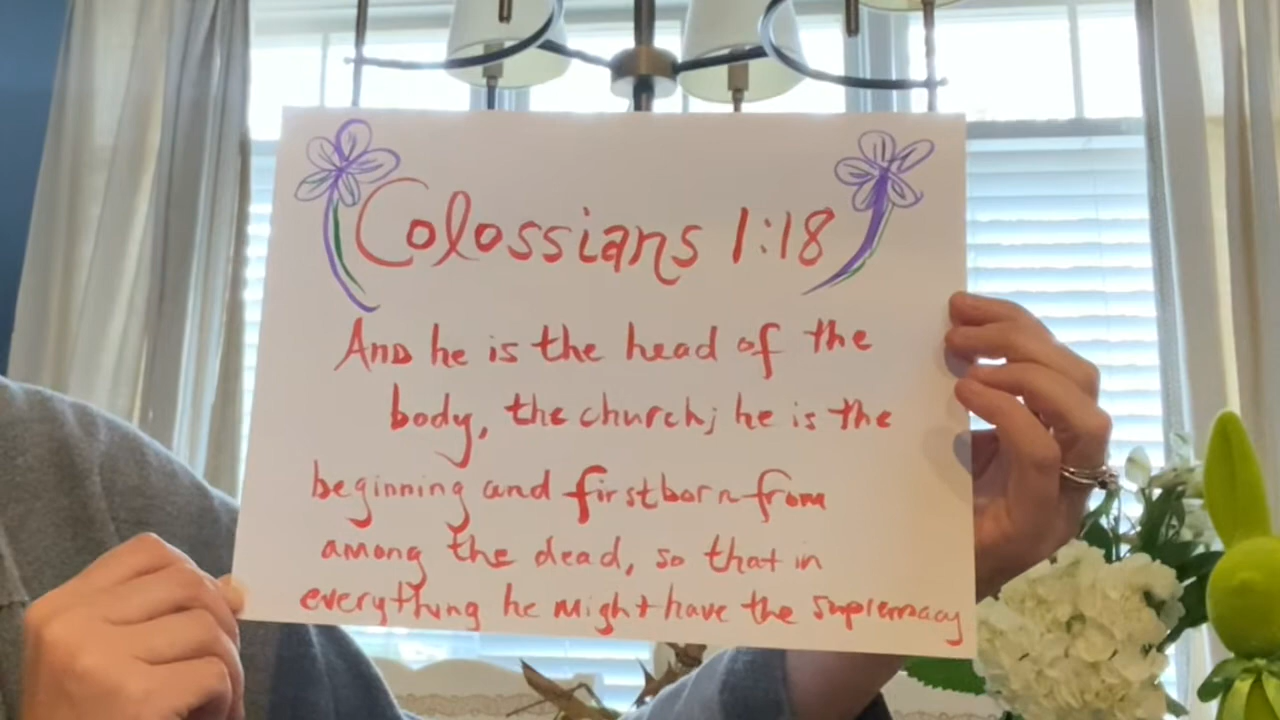 Colossians 1:18
And he is the head of the
body, the church; he is the
beginning and firstborn from
among the dead, so that in
everything he might have the supremacy